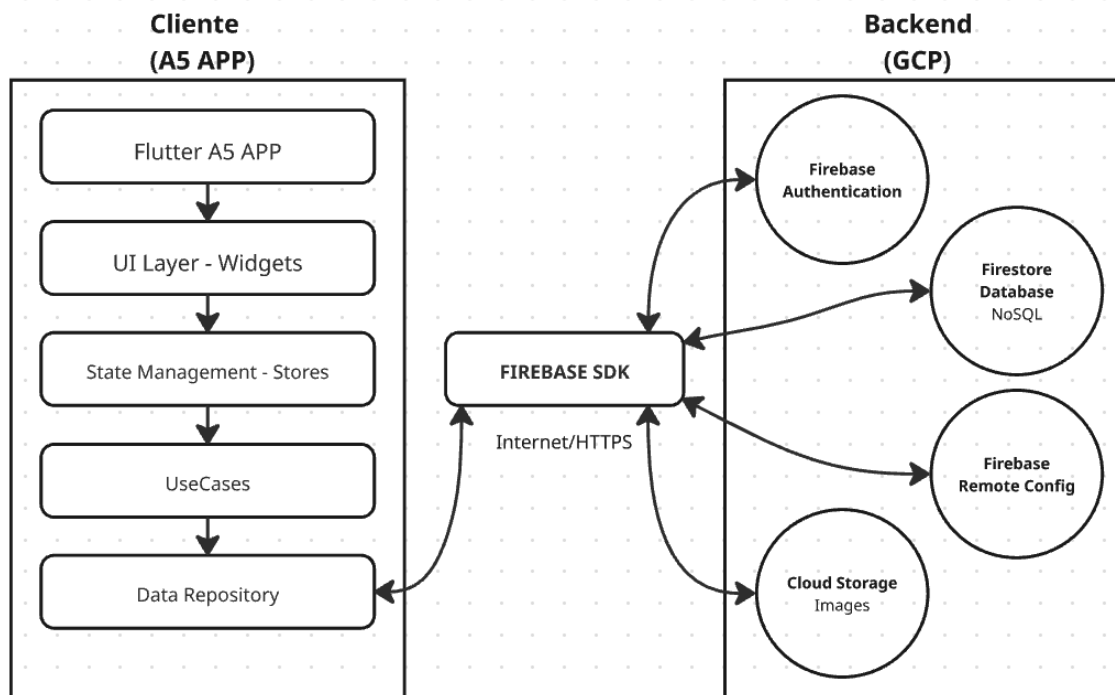 Cliente
(A5 APP)
Flutter A5 APP
UI Layer - Widgets
State Management - Stores
UseCases
Data Repository
FIREBASE SDK
Internet/HTTPS
Backend
(GCP)
Firebase
Authentication
Firestore
Database
NoSQL
Firebase
Remote Config
Cloud Storage
Images